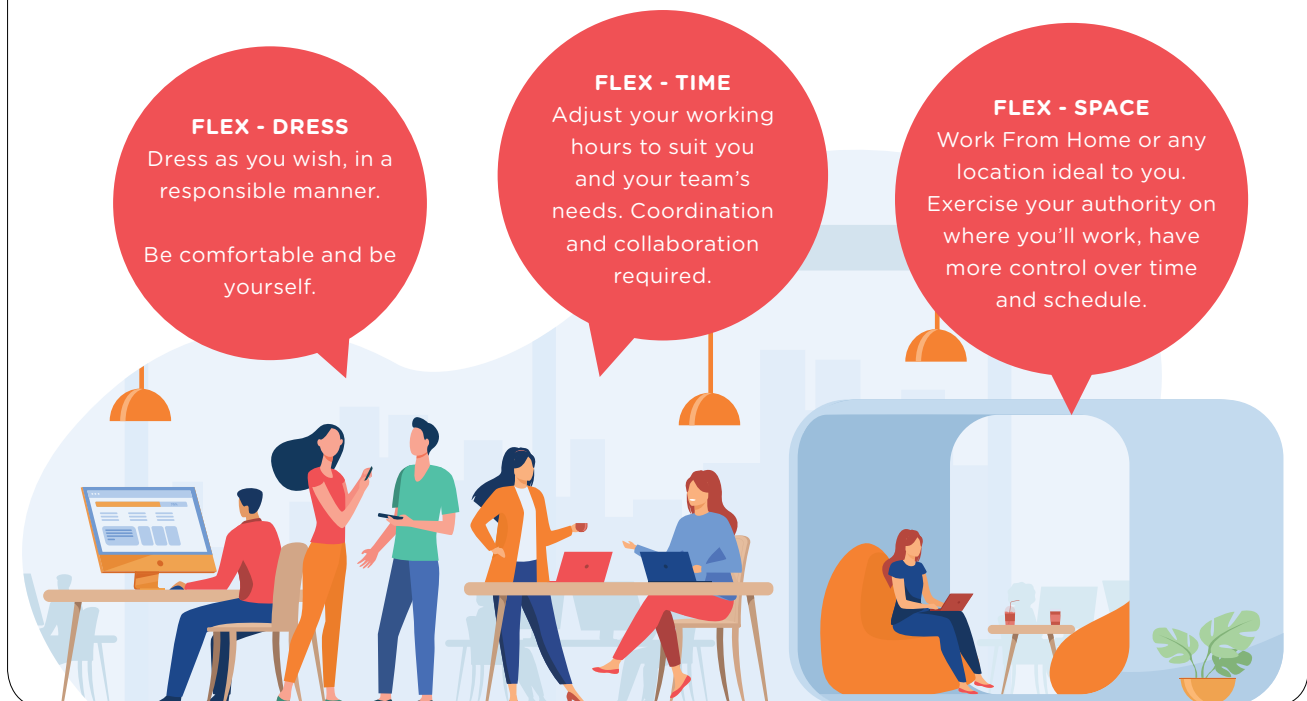 FLEX - DRESS
Dress as you wish, in a
responsible manner.
Be comfortable and be
yourself.
FLEX - TIME
Adjust your working
hours to suit you
and your team's
needs. Coordination
and collaboration
required.
FLEX - SPACE
Work From Home or any
location ideal to you.
Exercise your authority on
where you'll work, have
more control over time
and schedule.